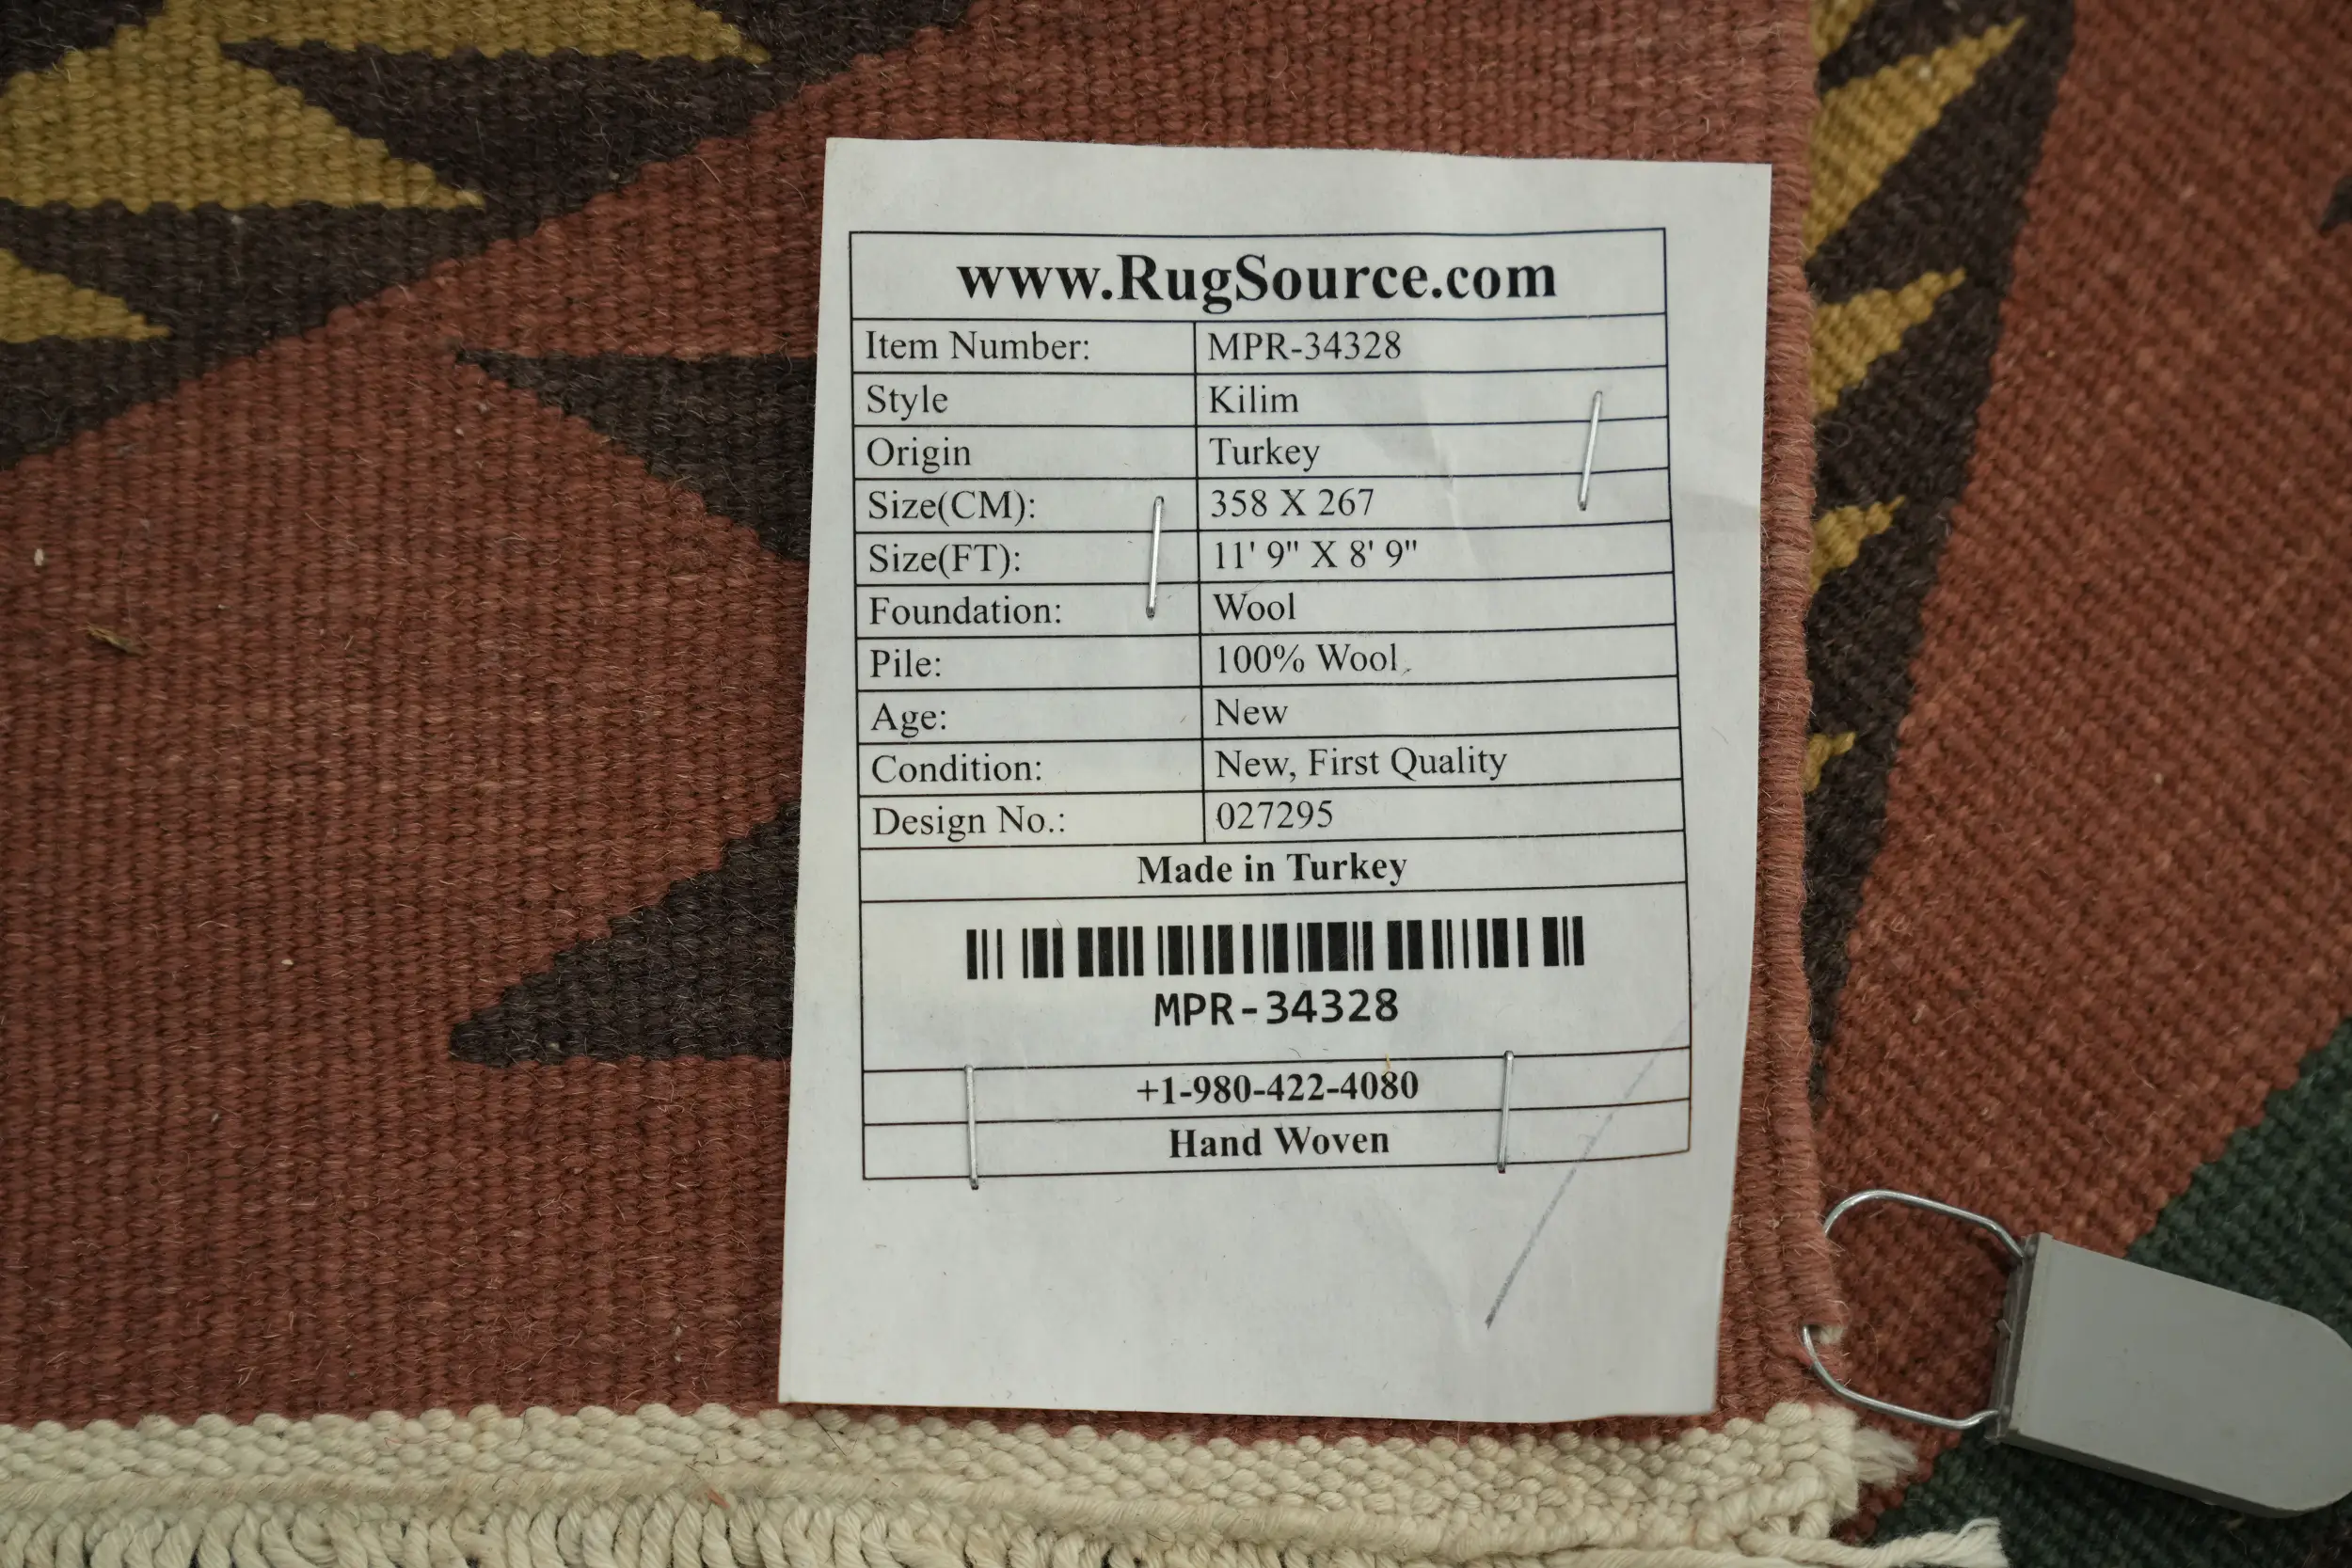 www.RugSource.com
Item Number: MPR-34328
Style Kilim
Origin Turkey
Size(CM): 358 X 267
Size(FT): 11' 9" X 8' 9"
Foundation: Wool
Pile: 100% Wool
Age: New
Condition: New, First Quality
Design No.: 027295
Made in Turkey
MPR-34328
+1-980-422-4080
Hand Woven